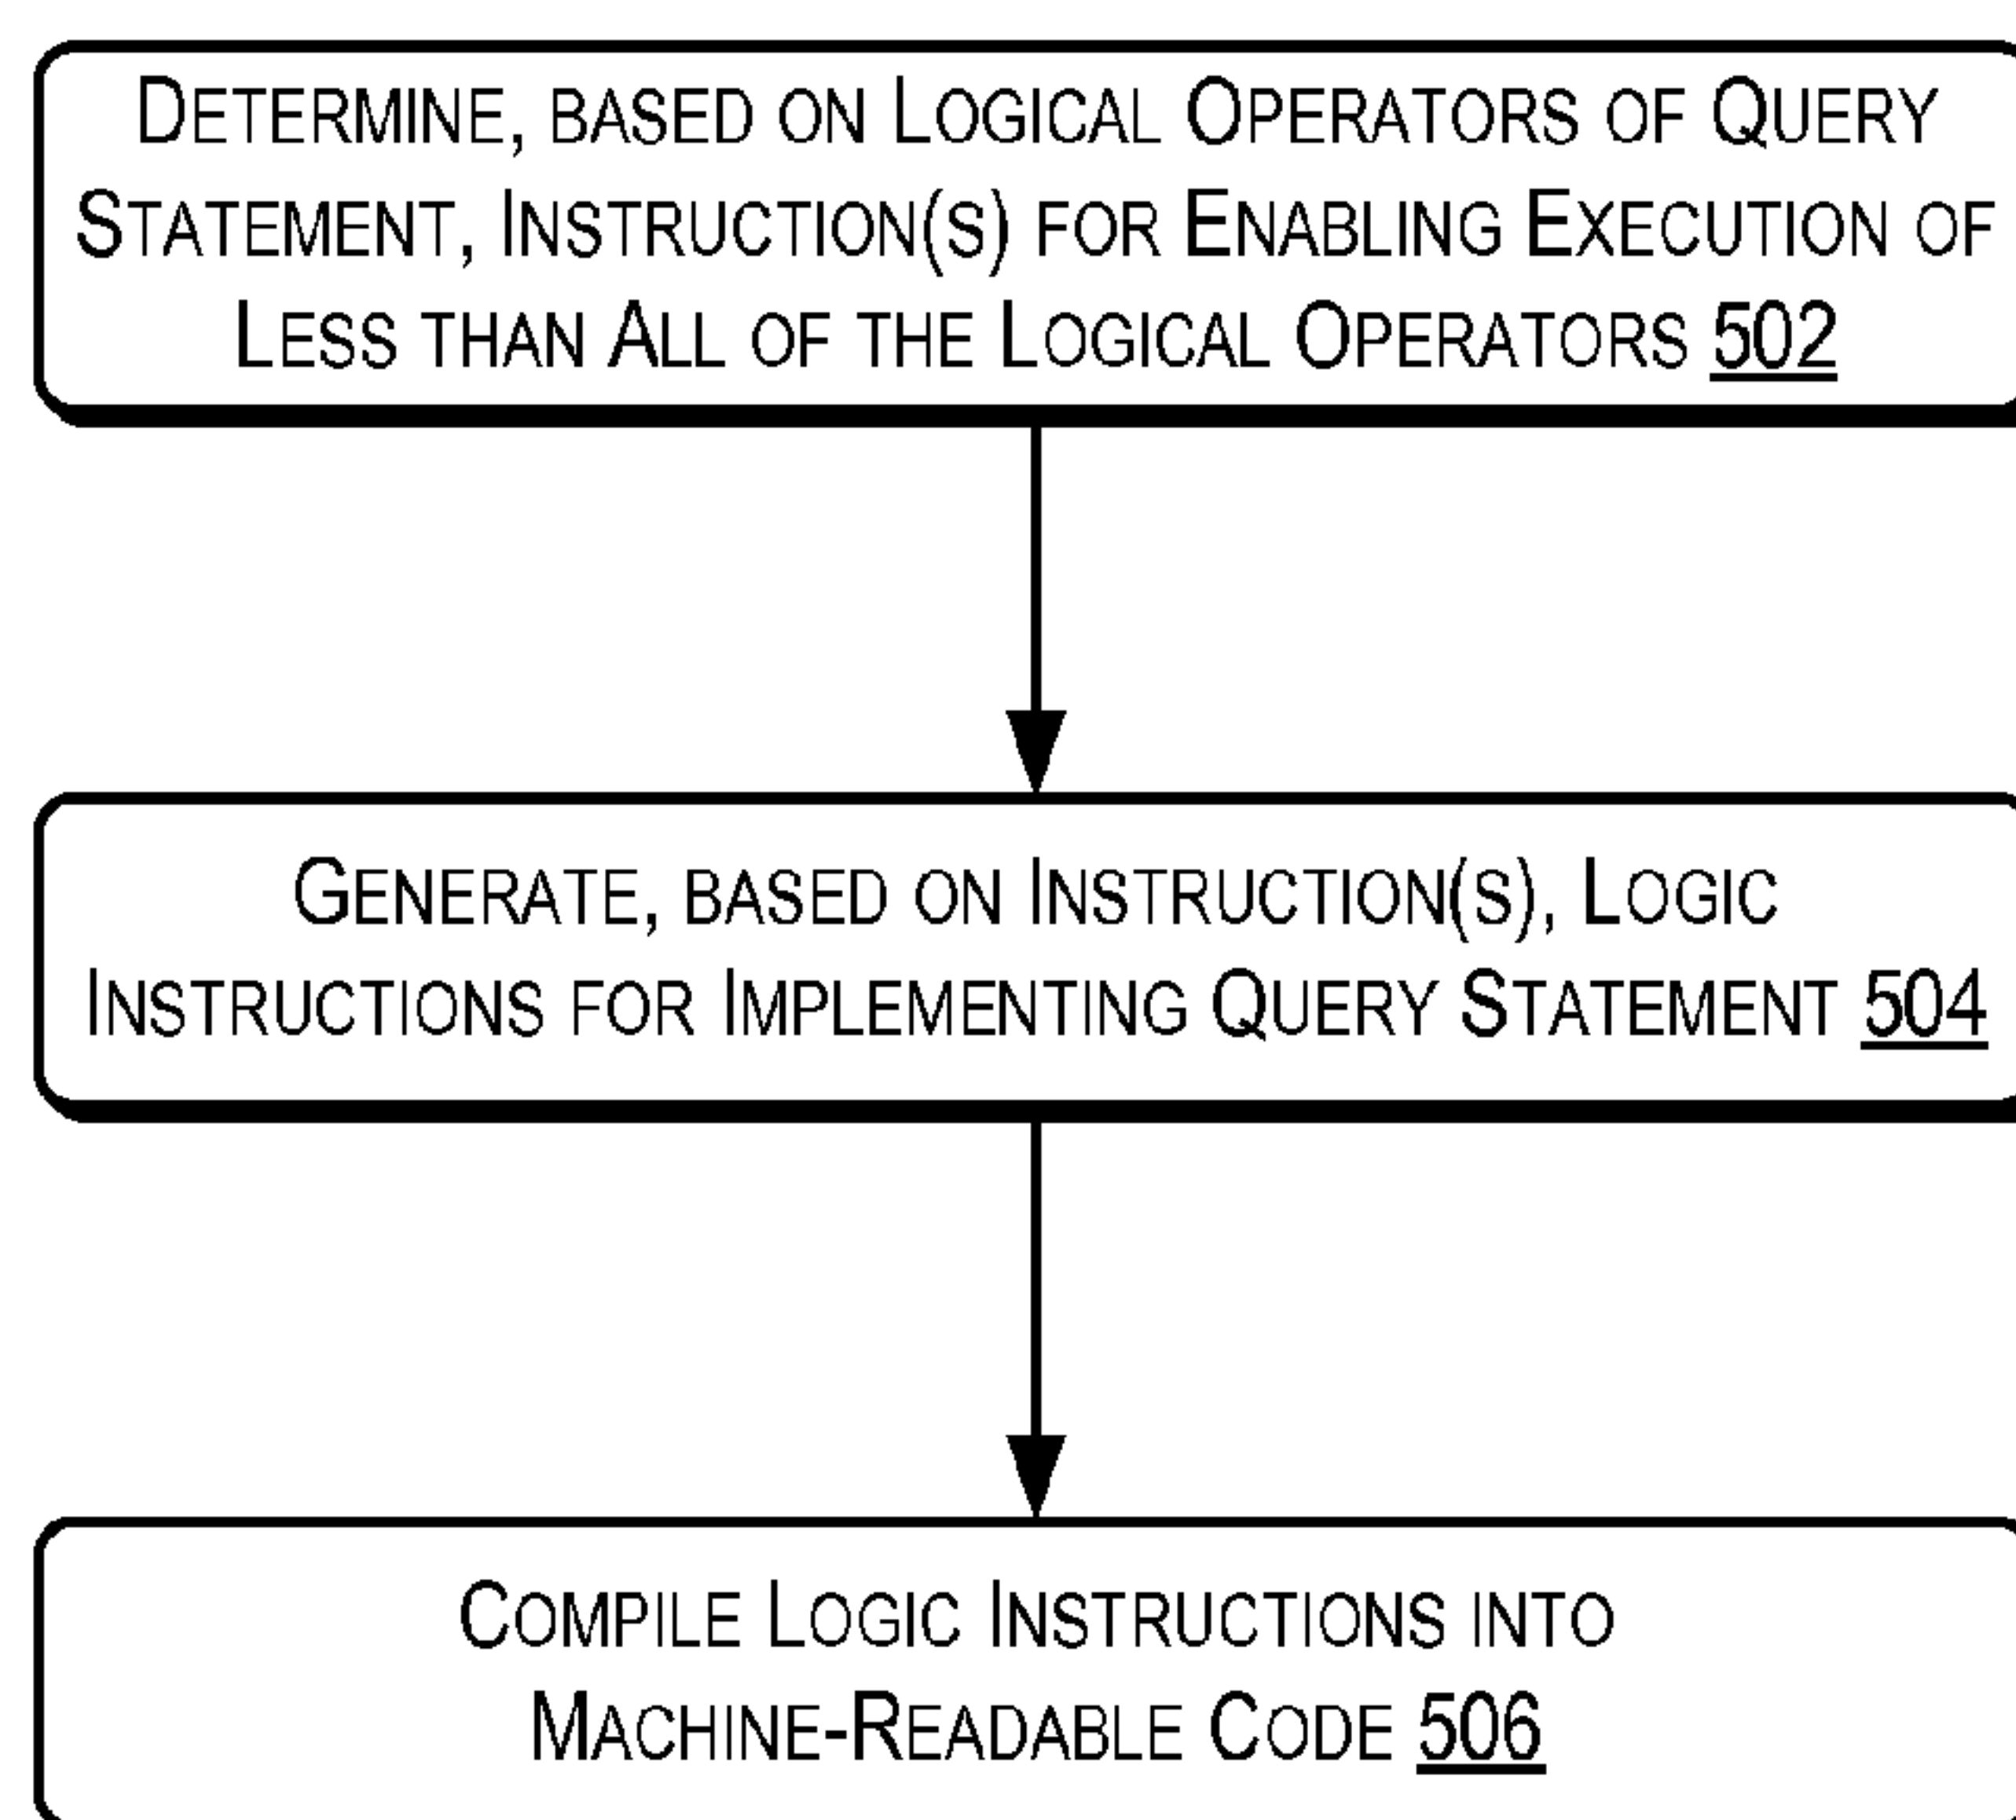 DETERMINE, BASED ON LOGICAL OPERATORS OF QUERY
STATEMENT, INSTRUCTION(S) FOR ENABLING EXECUTION OF
LESS THAN ALL OF THE LOGICAL OPERATORS 502
GENERATE, BASED ON INSTRUCTION(S), LOGIC
INSTRUCTIONS FOR IMPLEMENTING QUERY STATEMENT 504
COMPILE LOGIC INSTRUCTIONS INTO
MACHINE-READABLE CODE 506